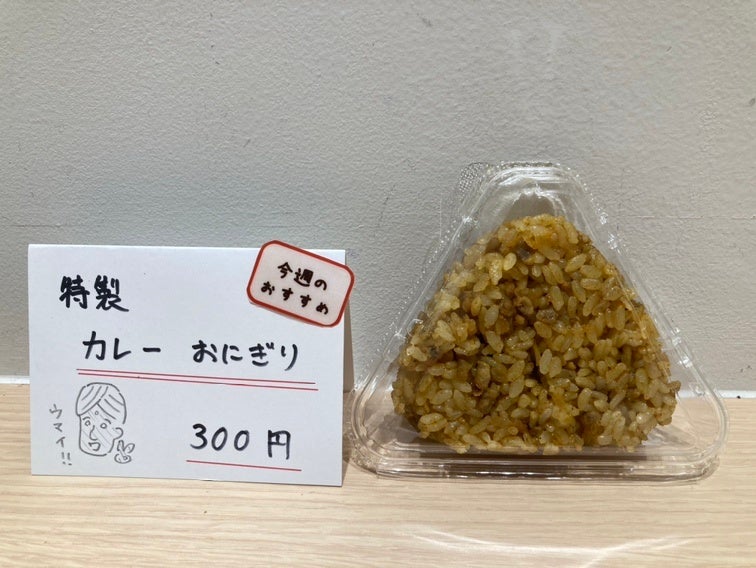 今週の
おすすめ
特製
カレー おにぎり
300円
ウマイ!!